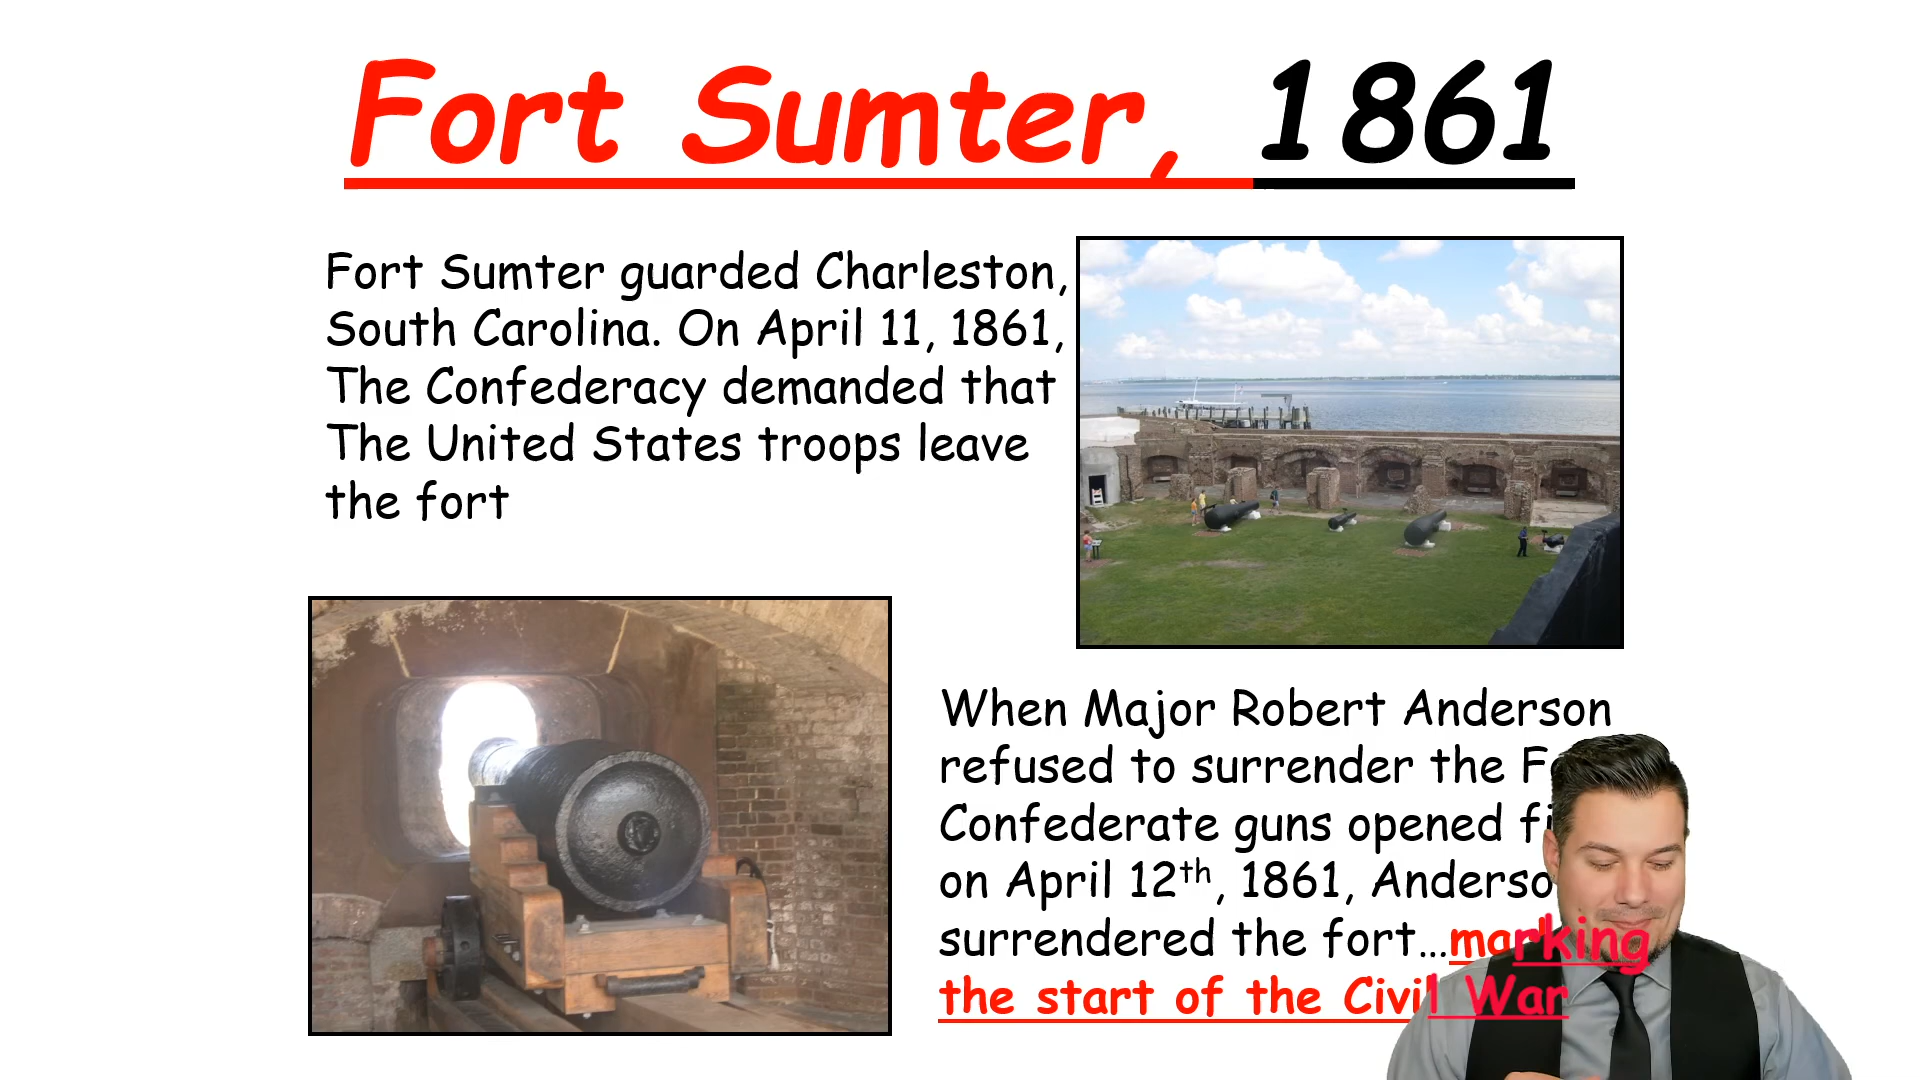 Fort Sumter, 1861
Fort Sumter guarded Charleston,
South Carolina. On April 11, 1861,
The Confederacy demanded that
The United States troops leave
the fort
When Major Robert Anderson
refused to surrender the
Confederate guns opened
on April 12th, 1861,
surrendered the fort...marking
the start of the Civil War